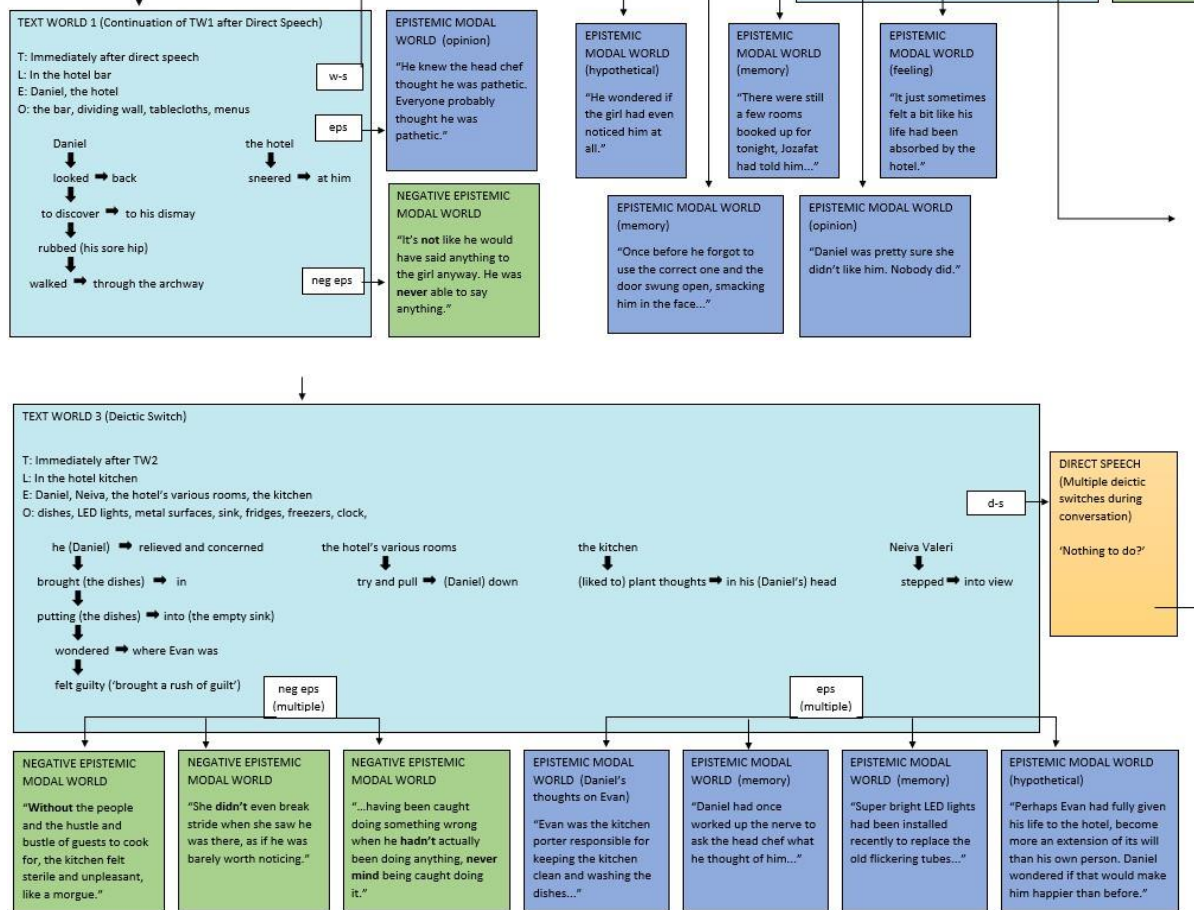 TEXT WORLD 1 (Continuation of TW1 after Direct Speech)
T: Immediately after direct speech
L: In the hotel bar
E: Daniel, the hotel
O: the bar, dividing wall, tablecloths, menus
Daniel
looked ➡ back
to discover ➡ to his dismay
rubbed (his sore hip)
walked ➡ through the archway
the hotel
sneered ➡ at him
w-s
eps
neg eps
EPISTEMIC MODAL
WORLD (opinion)
“He knew the head chef
thought he was pathetic.
Everyone probably
thought he was
pathetic.”
NEGATIVE EPISTEMIC
MODAL WORLD
“It’s not like he would
have said anything to
the girl anyway. He was
never able to say
anything.”
EPISTEMIC
MODAL WORLD
(hypothetical)
“He wondered if
the girl had even
noticed him at
all.”
EPISTEMIC
MODAL WORLD
(memory)
“There were still
a few rooms
booked up for
tonight, Jozafat
had told him...”
EPISTEMIC
MODAL WORLD
(feeling)
“It just sometimes
felt a bit like his
life had been
absorbed by the
hotel.”
EPISTEMIC MODAL WORLD
(memory)
“Once before he forgot to
use the correct one and the
door swung open, smacking
him in the face...”
EPISTEMIC MODAL WORLD
(opinion)
“Daniel was pretty sure she
didn’t like him. Nobody did.”
TEXT WORLD 3 (Deictic Switch)
T: Immediately after TW2
L: In the hotel kitchen
E: Daniel, Neiva, the hotel’s various rooms, the kitchen
O: dishes, LED lights, metal surfaces, sink, fridges, freezers, clock,
he (Daniel) ➡ relieved and concerned
brought (the dishes) ➡ in
putting (the dishes) ➡ into (the empty sink)
wondered ➡ where Evan was
felt guilty (‘brought a rush of guilt’)
the hotel’s various rooms
try and pull ➡ (Daniel) down
the kitchen
(liked to) plant thoughts ➡ in his (Daniel’s) head
Neiva Valeri
stepped ➡ into view
d-s
neg eps
(multiple)
eps
(multiple)
DIRECT SPEECH
(Multiple deictic
switches during
conversation)
‘Nothing to do?’
NEGATIVE EPISTEMIC
MODAL WORLD
“Without the people
and the hustle and
bustle of guests to cook
for, the kitchen felt
sterile and unpleasant,
like a morgue.”
NEGATIVE EPISTEMIC
MODAL WORLD
“She didn’t even break
stride when she saw he
was there, as if he was
barely worth noticing.”
NEGATIVE EPISTEMIC
MODAL WORLD
“...having been caught
doing something wrong
when he hadn’t actually
been doing anything, never
mind being caught doing
it.”
EPISTEMIC MODAL
WORLD (Daniel’s
thoughts on Evan)
“Evan was the kitchen
porter responsible for
keeping the kitchen
clean and washing the
dishes...”
EPISTEMIC MODAL
WORLD (memory)
“Daniel had once
worked up the nerve to
ask the head chef what
he thought of him...”
EPISTEMIC MODAL
WORLD (memory)
“Super bright LED lights
had been installed
recently to replace the
old flickering tubes...”
EPISTEMIC MODAL WORLD
(hypothetical)
“Perhaps Evan had fully given
his life to the hotel, become
more an extension of its will
than his own person. Daniel
wondered if that would make
him happier than before.”